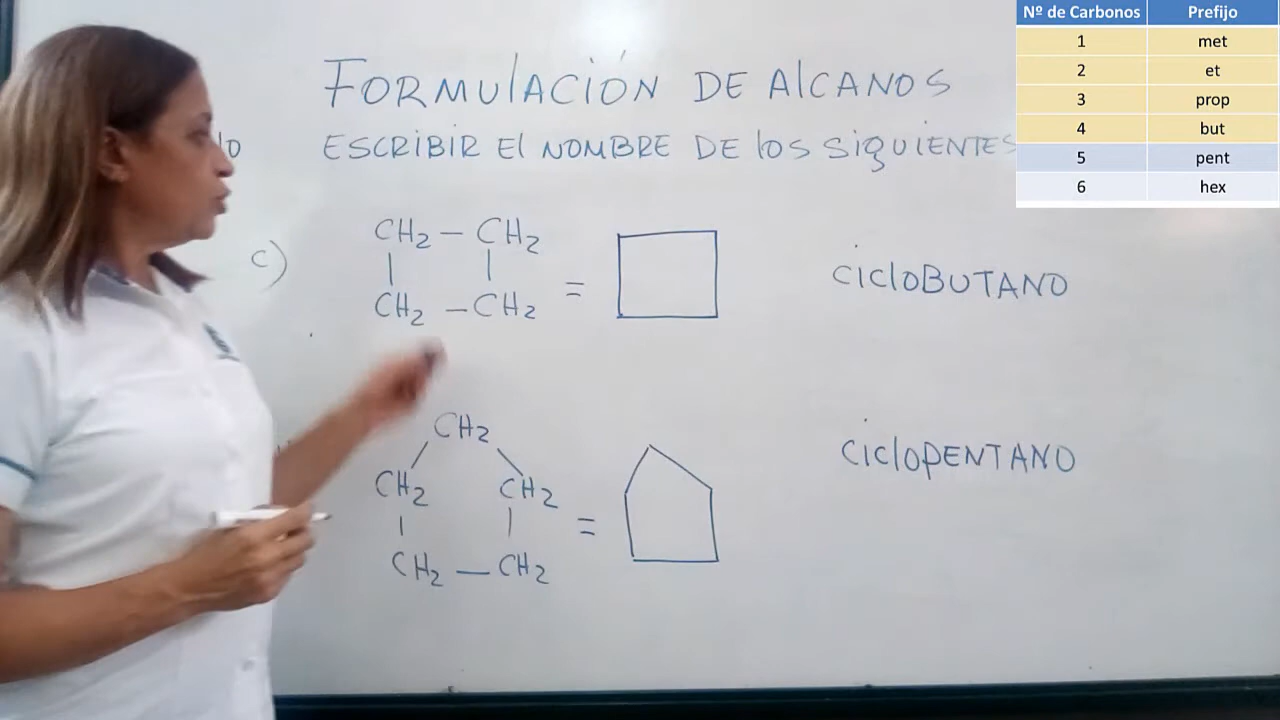 Nº de Carbonos Prefijo
1 met
2 et
3 prop
4 but
5 pent
6 hex
FORMULACIÓN DE AlCANOS
lo ESCRIBIR El NOMBRE DE los SIGUIENTES
c)
CH2 — CH2
CH2 — CH2
=
cicloBUTANO
CH2
CH2 CH2
CH2 — CH2
=
cicloPENTANO